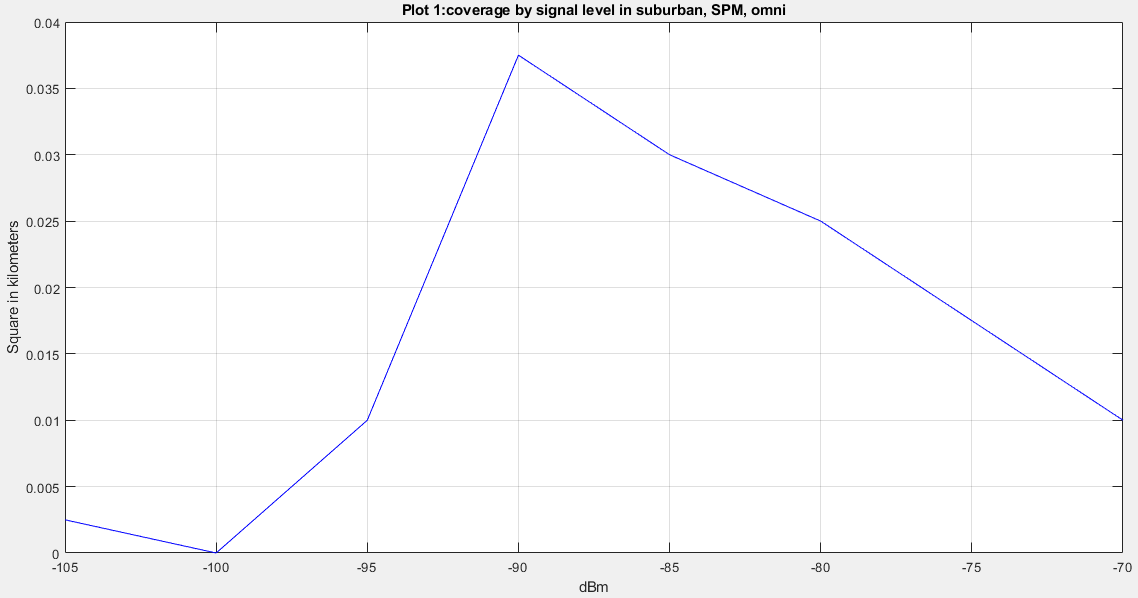 Plot 1:coverage by signal level in suburban, SPM, omni
0.04
0.035
0.03
0.025
0.02
0.015
0.01
0.005
0
Square in kilometers
-105 -100 -95 -90 -85 -80 -75 -70
dBm